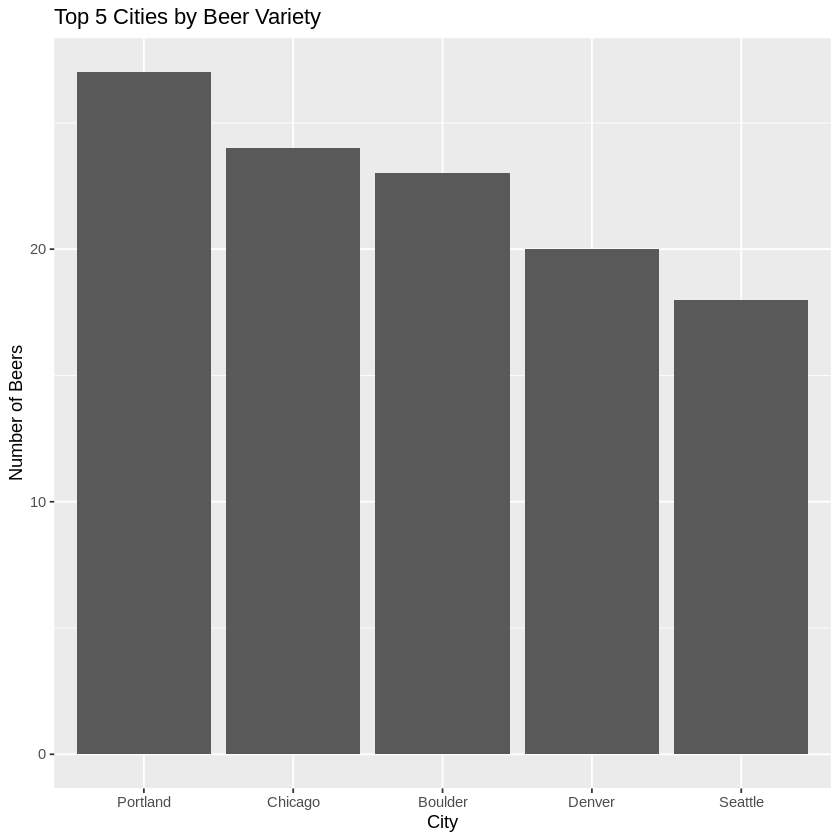 Top 5 Cities by Beer Variety
Number of Beers
20
10
0
Portland Chicago Boulder Denver Seattle
City